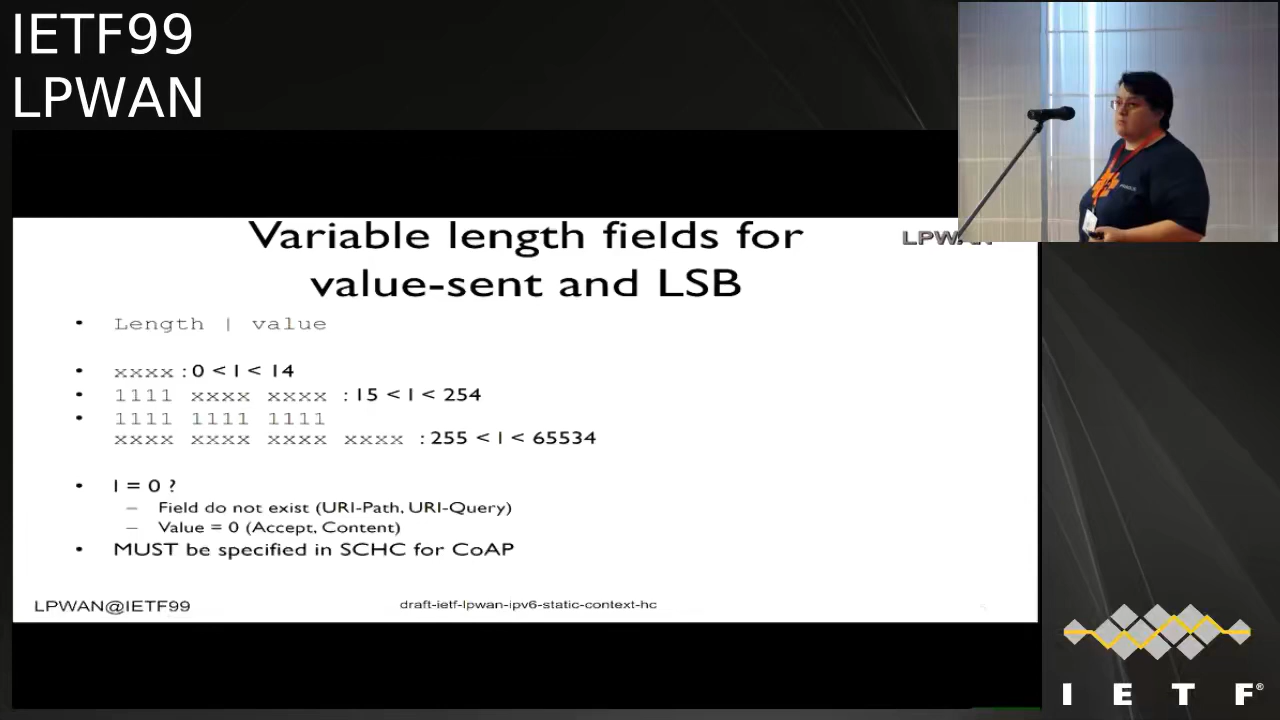 IETF99
LPWAN
Variable length fields for
value-sent and LSB
• Length | value
• xxxx : 0 < l < 14
• 1111 xxxx xxxx : 15 < l < 254
• 1111 1111 1111
xxxx xxxx xxxx xxxx : 255 < l < 65534
• l = 0 ?
– Field do not exist (URI-Path, URI-Query)
– Value = 0 (Accept, Content)
• MUST be specified in SCHC for CoAP
LPWAN@IETF99
draft-ietf-lpwan-ipv6-static-context-hc
LPWAN
I E T F®